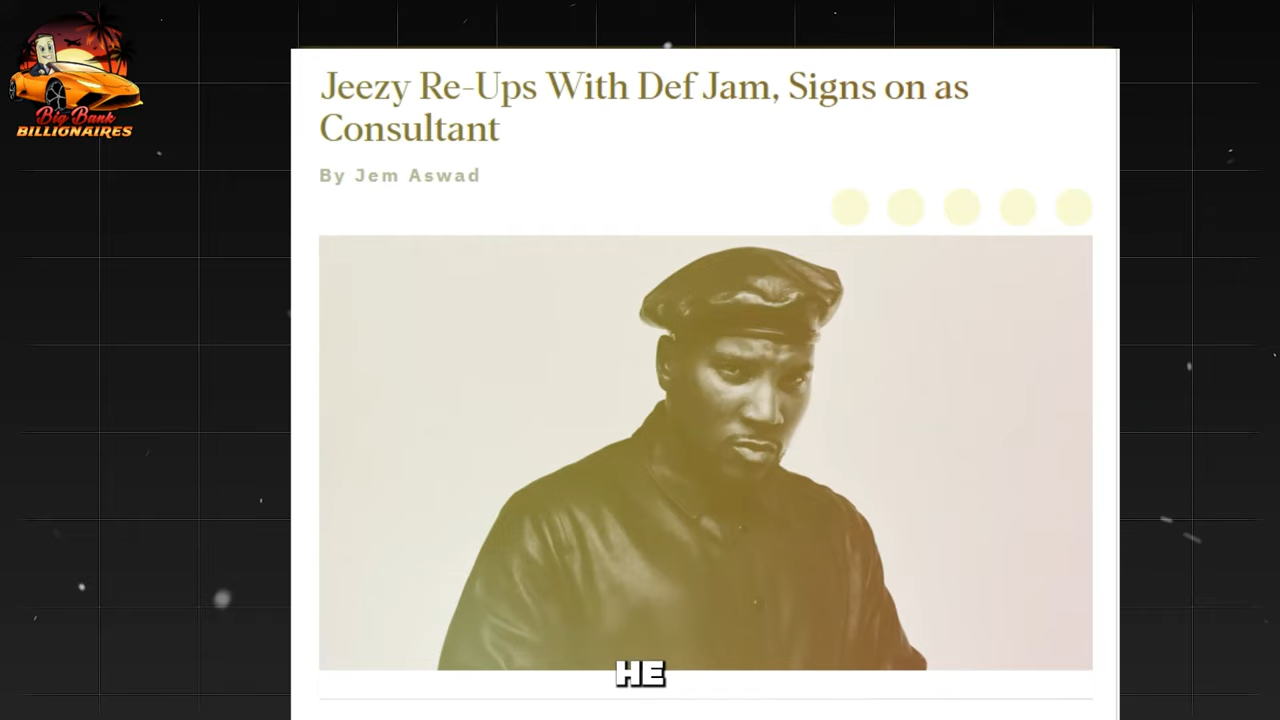 Big Bank
BILLIONAIRES
Jeezy Re-Ups With Def Jam, Signs on as
Consultant
By Jem Aswad
HE